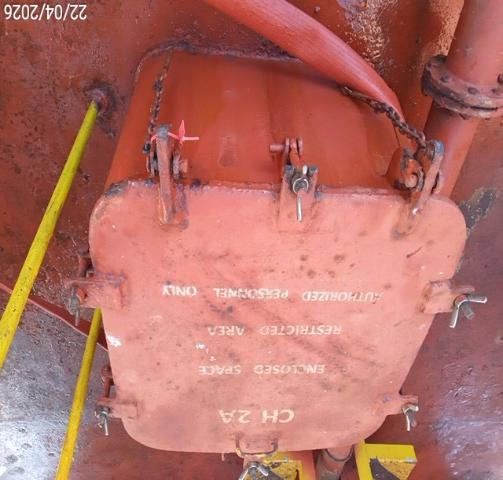 CH 2A
ENCLOSED SPACE
RESTRICTED AREA
AUTHORIZED PERSONNEL ONLY
22/04/2026